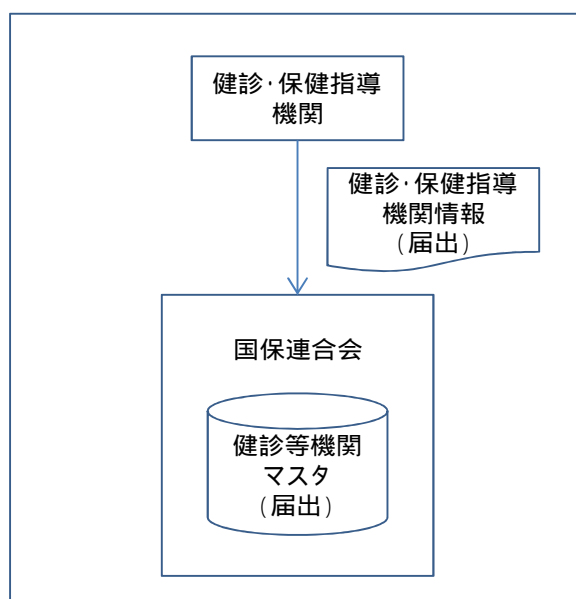 健診・保健指導
機関
健診・保健指導
機関情報
(届出)
国保連合会
健診等機関
マスタ
(届出)